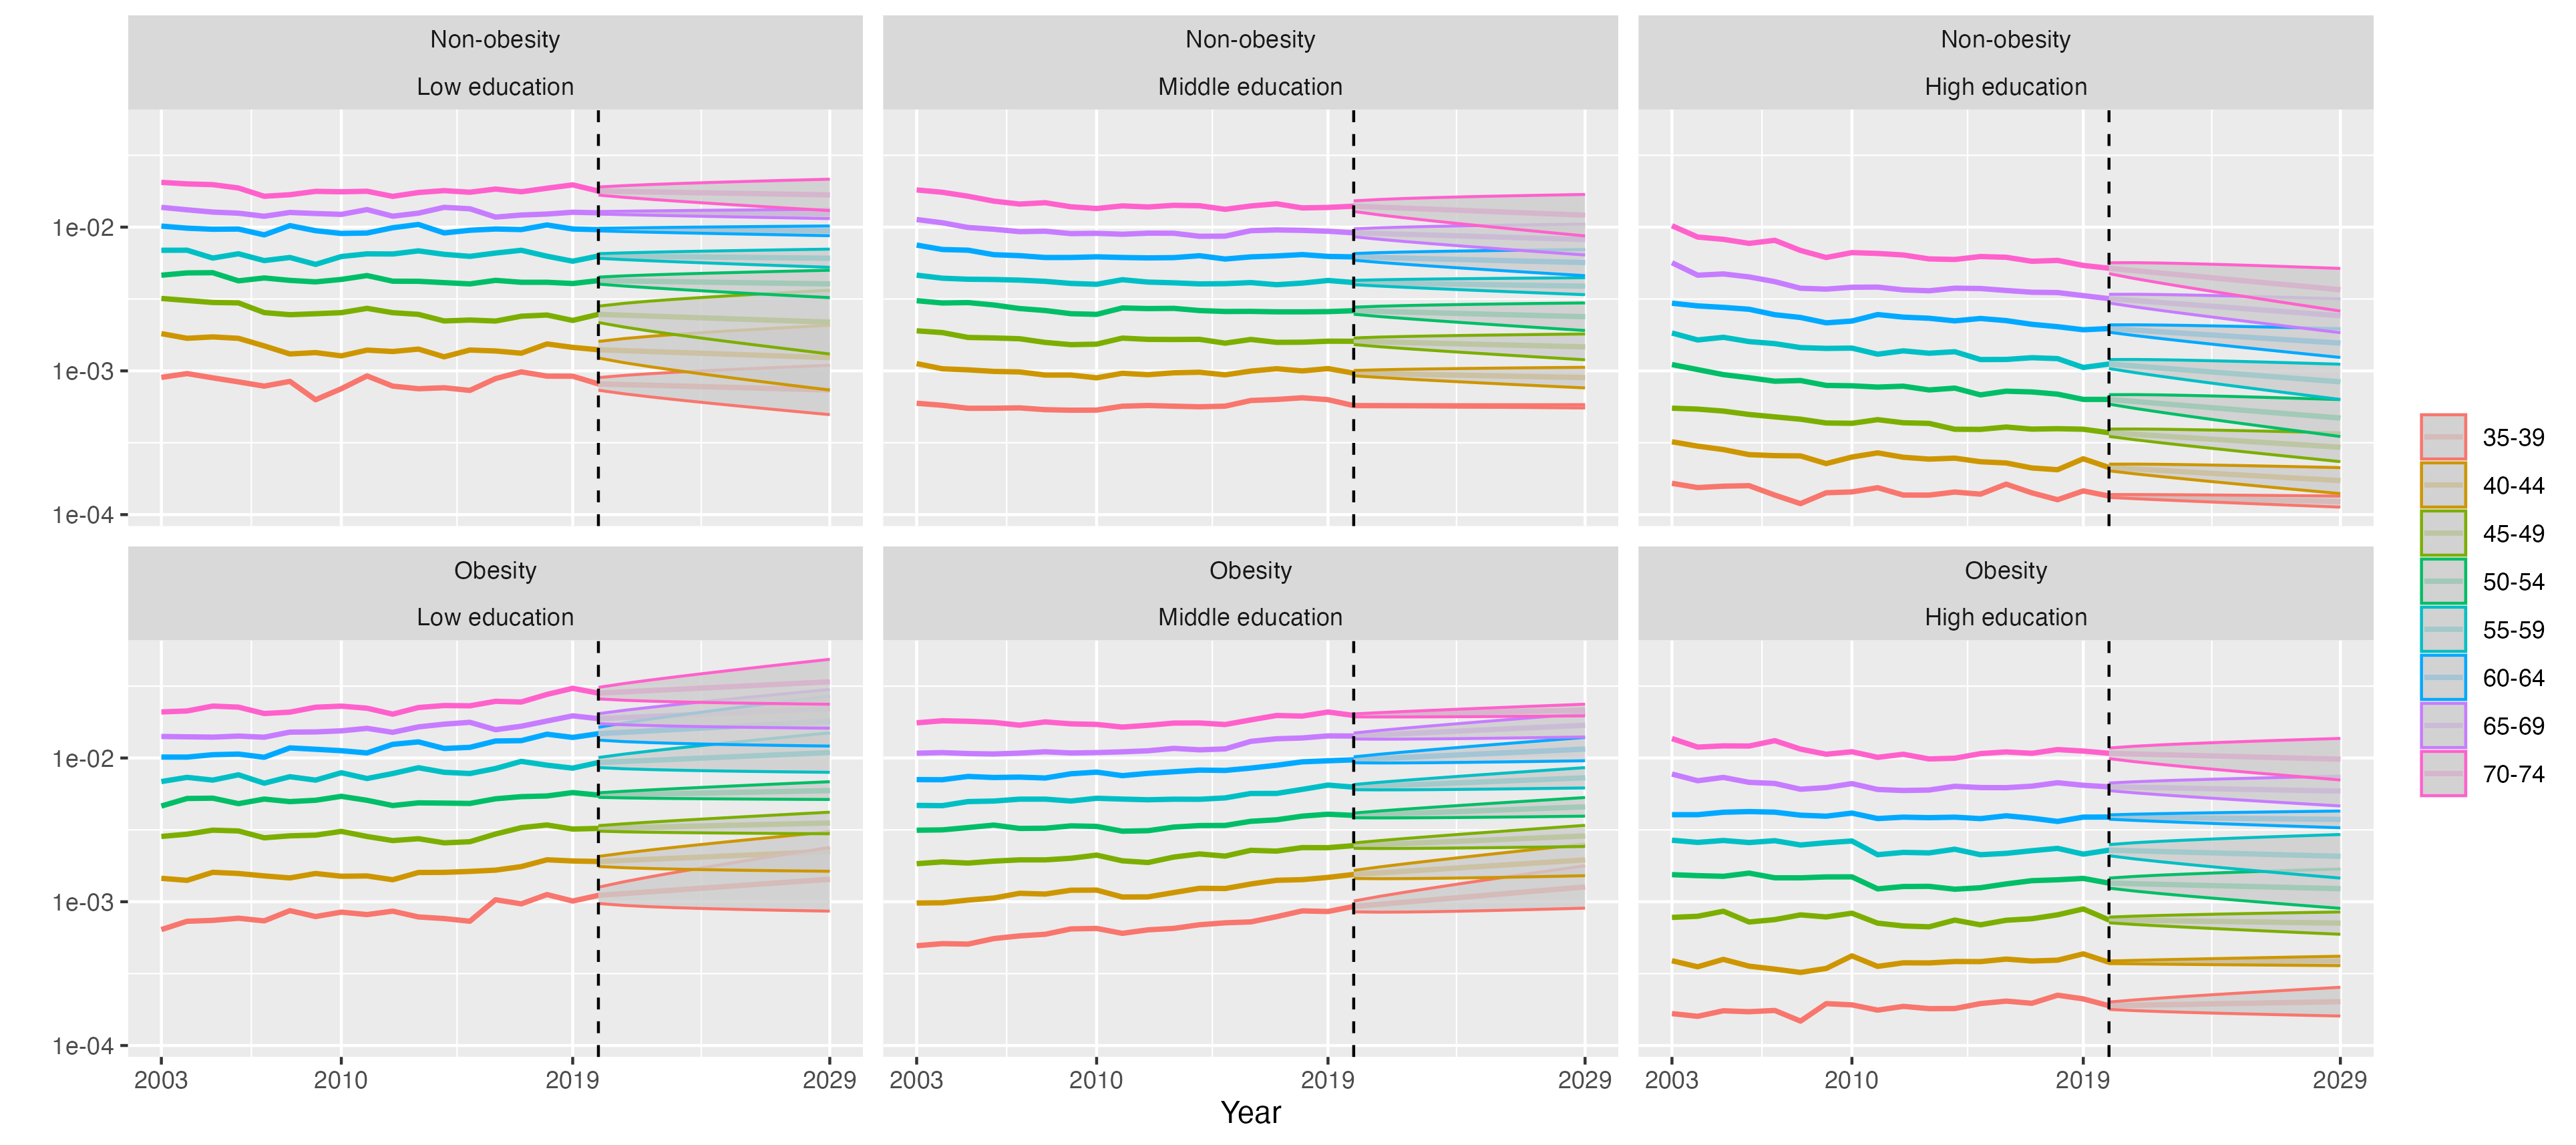 Non-obesity
Low education
Non-obesity
Middle education
Non-obesity
High education
1e-02
1e-03
1e-04
Obesity
Low education
Obesity
Middle education
Obesity
High education
1e-02
1e-03
1e-04
2003 2010 2019 2029
2003 2010 2019 2029
2003 2010 2019 2029
Year
35-39
40-44
45-49
50-54
55-59
60-64
65-69
70-74